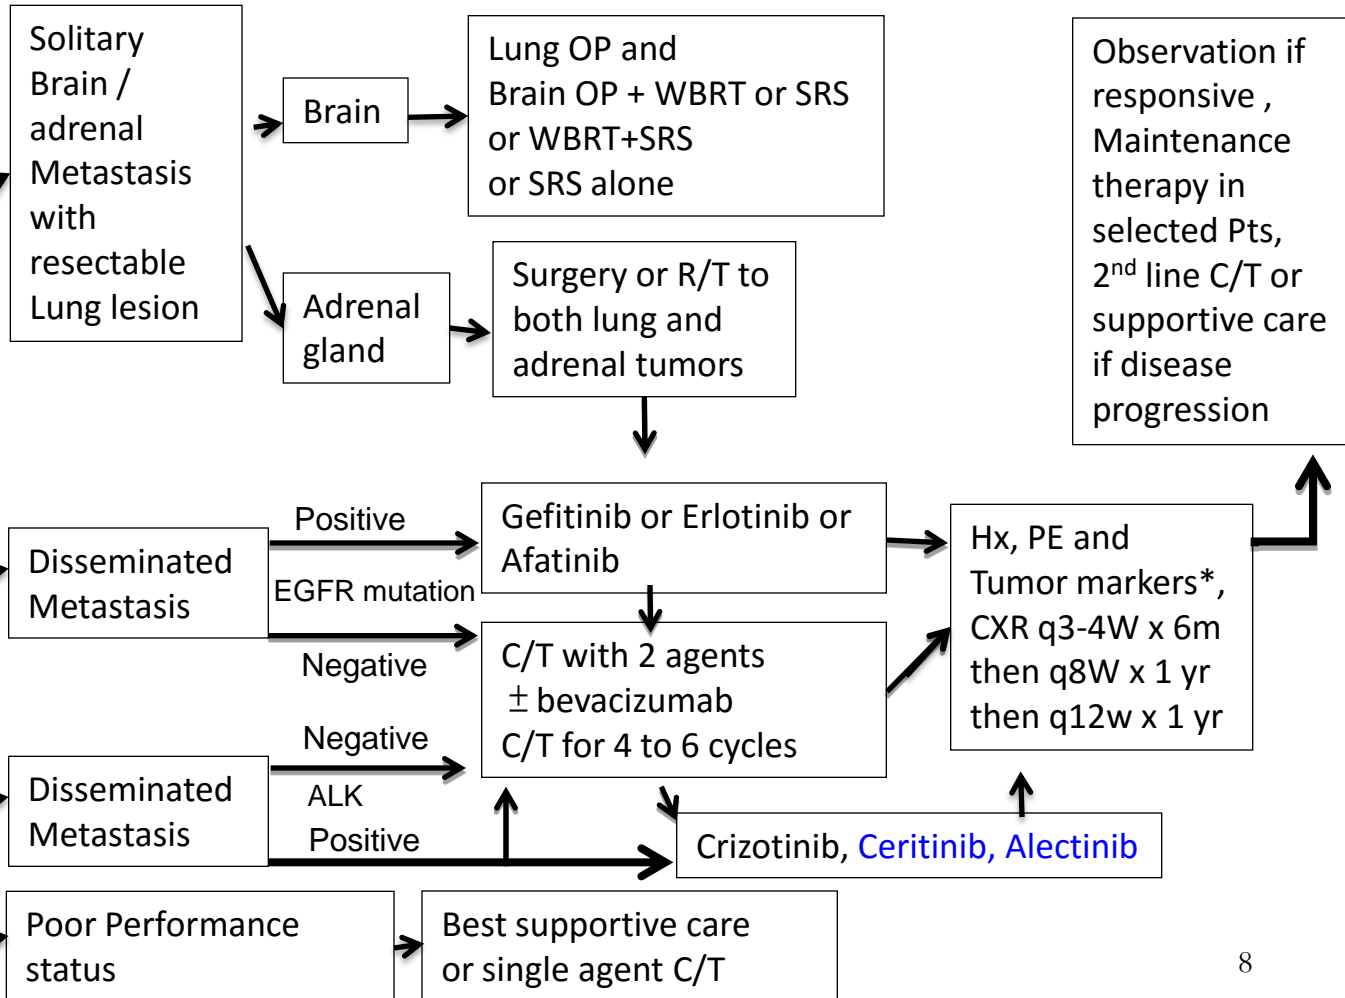 Solitary
Brain /
adrenal
Metastasis
with
resectable
Lung lesion
Brain
Lung OP and
Brain OP + WBRT or SRS
or WBRT+SRS
or SRS alone
Adrenal
gland
Surgery or R/T to
both lung and
adrenal tumors
Observation if
responsive ,
Maintenance
therapy in
selected Pts,
2nd line C/T or
supportive care
if disease
progression
Disseminated
Metastasis
Positive
EGFR mutation
Negative
Gefitinib or Erlotinib or
Afatinib
C/T with 2 agents
± bevacizumab
C/T for 4 to 6 cycles
Hx, PE and
Tumor markers*,
CXR q3-4W x 6m
then q8W x 1 yr
then q12w x 1 yr
Disseminated
Metastasis
Negative
ALK
Positive
Crizotinib, Ceritinib, Alectinib
Poor Performance
status
Best supportive care
or single agent C/T
8